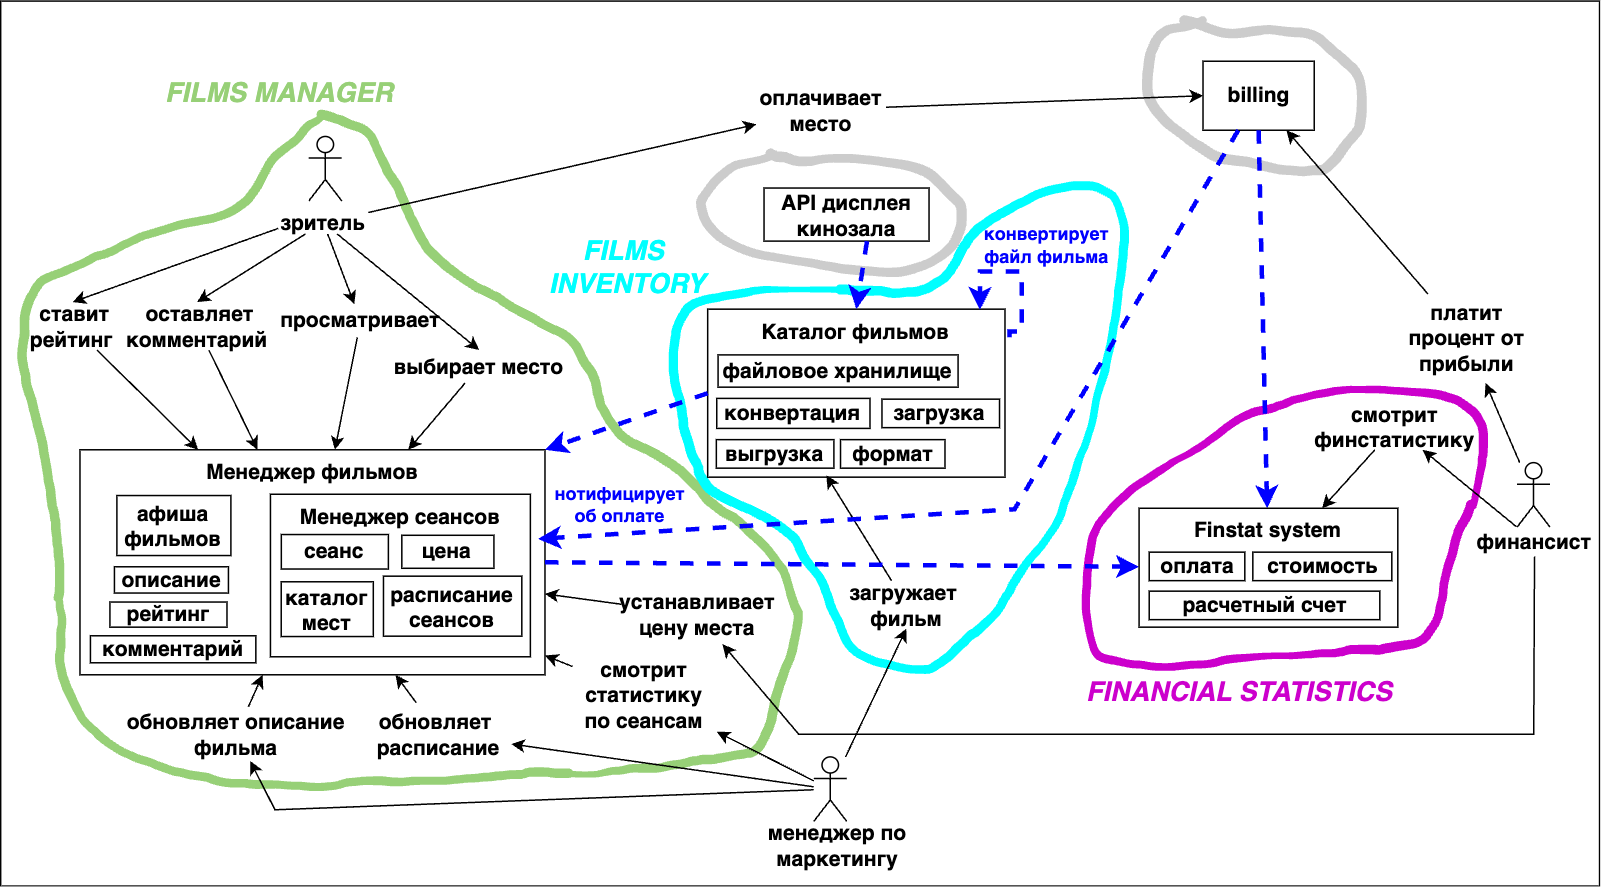 FILMS MANAGER
зритель
оплачивает
место
billing
API дисплея
кинозала
FILMS
INVENTORY
конвертирует
файл фильма
ставит
рейтинг
оставляет
комментарий
просматривает
выбирает место
Каталог фильмов
файловое хранилище
конвертация
загрузка
выгрузка
формат
платит
процент от
прибыли
смотрит
финстатистику
финансист
Менеджер фильмов
афиша
фильмов
описание
рейтинг
комментарий
Менеджер сеансов
сеанс
цена
каталог
мест
расписание
сеансов
нотифицирует
об оплате
Finstat system
оплата
стоимость
расчетный счет
FINANCIAL STATISTICS
устанавливает
цену места
загружает
фильм
смотрит
статистику
по сеансам
обновляет описание
фильма
обновляет
расписание
менеджер по
маркетингу